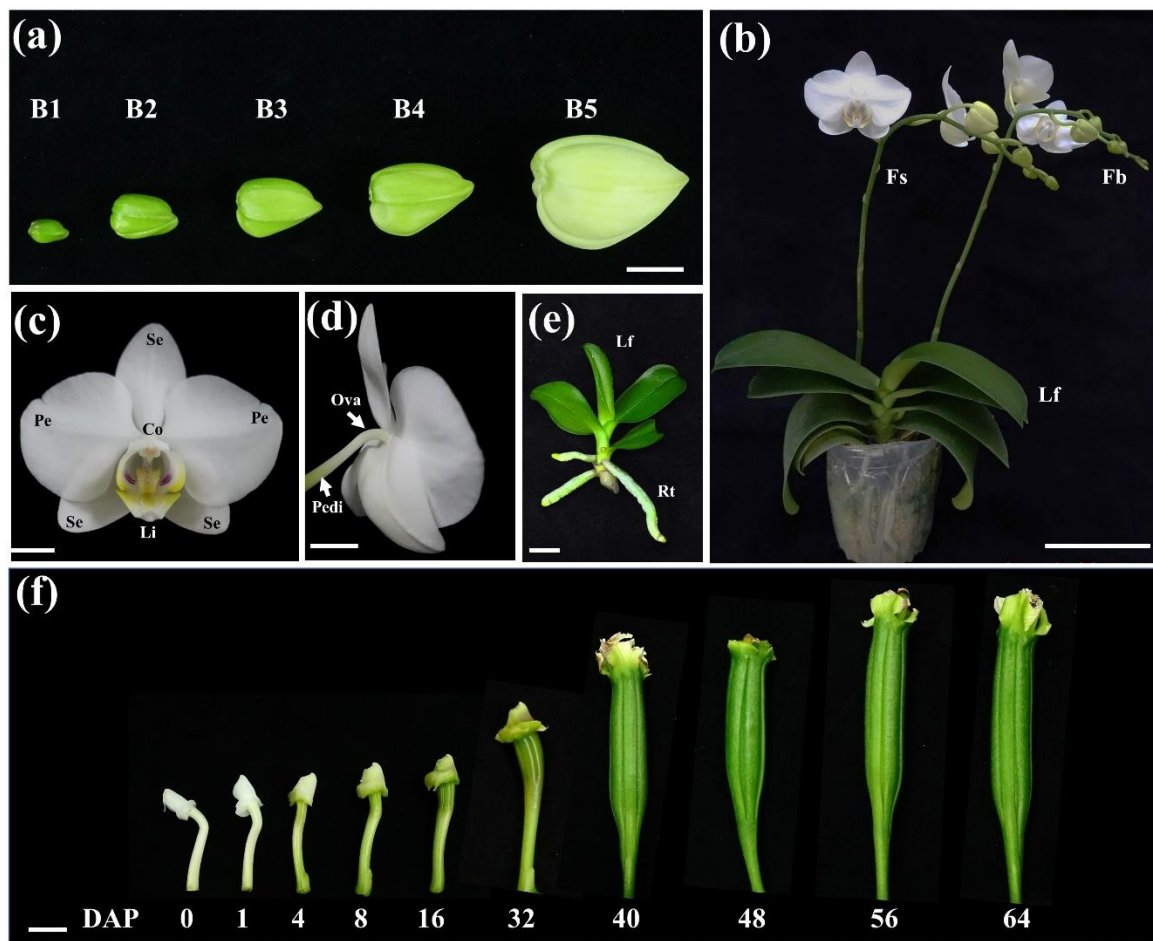 (a)
B1 B2 B3 B4 B5
(b)
Fs
Fb
Lf
(c)
Se
Pe Pe
Co
Se Se
Li
(d)
Ova
Pedi
(e)
Lf
Rt
(f)
DAP 0 1 4 8 16 32 40 48 56 64